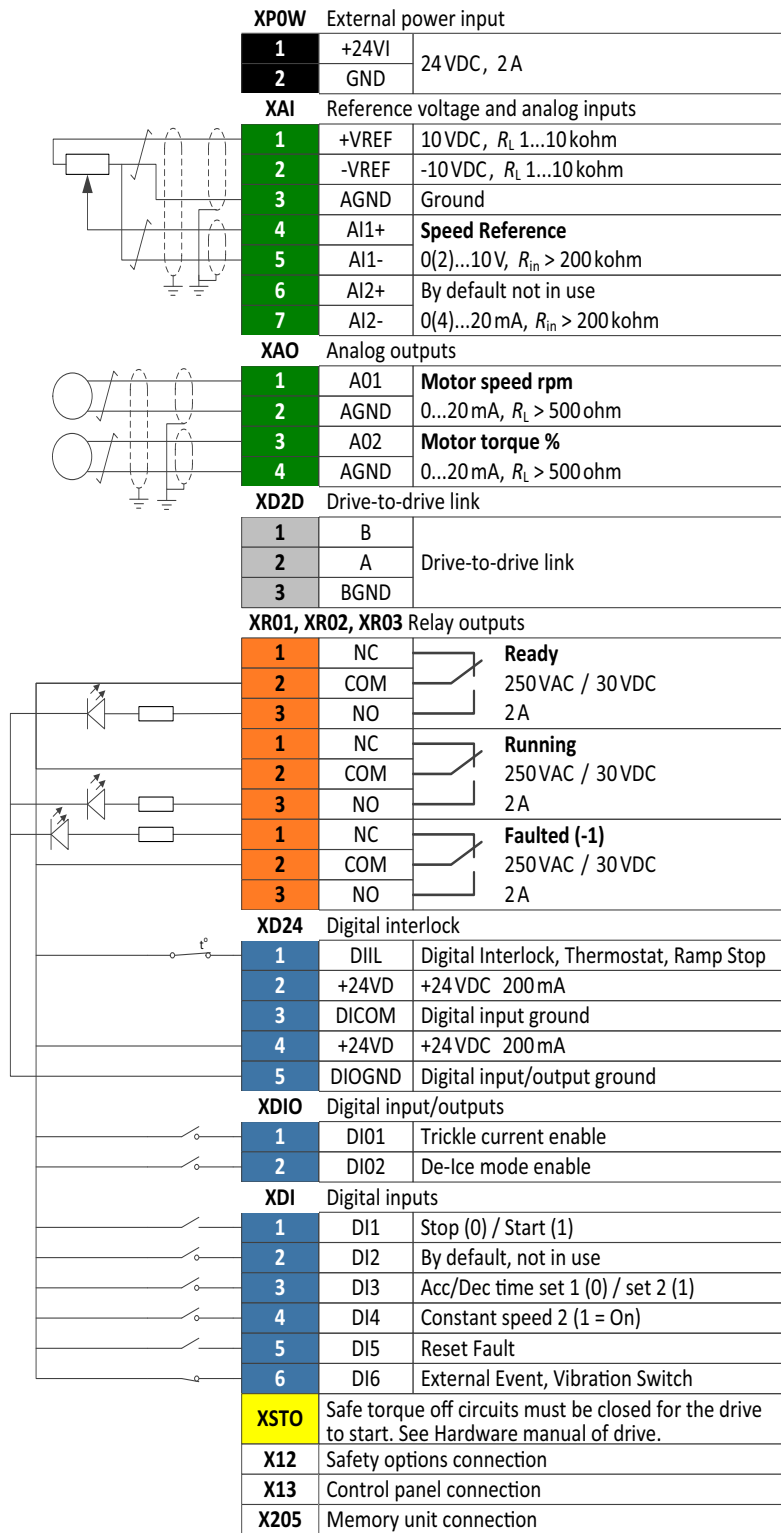 XPOW External power input
1 +24VI 24 VDC, 2 A
2 GND
XAI Reference voltage and analog inputs
1 +VREF 10 VDC, RL 1...10 kohm
2 -VREF -10 VDC, RL 1...10 kohm
3 AGND Ground
4 AI1+ Speed Reference
5 AI1- 0(2)...10 V, Rin > 200 kohm
6 AI2+ By default not in use
7 AI2- 0(4)...20 mA, Rin > 200 kohm
XAO Analog outputs
1 A01 Motor speed rpm
2 AGND 0...20 mA, RL > 500 ohm
3 A02 Motor torque %
4 AGND 0...20 mA, RL > 500 ohm
XD2D Drive-to-drive link
1 B
2 A Drive-to-drive link
3 BGND
XR01, XR02, XR03 Relay outputs
1 NC Ready
2 COM 250 VAC / 30 VDC
3 NO 2 A
1 NC Running
2 COM 250 VAC / 30 VDC
3 NO 2 A
1 NC Faulted (-1)
2 COM 250 VAC / 30 VDC
3 NO 2 A
XD24 Digital interlock
t° 1 DIIL Digital Interlock, Thermostat, Ramp Stop
2 +24VD +24 VDC 200 mA
3 DICOM Digital input ground
4 +24VD +24 VDC 200 mA
5 DIOGND Digital input/output ground
XDIO Digital input/outputs
1 DI01 Trickle current enable
2 DI02 De-Ice mode enable
XDI Digital inputs
1 DI1 Stop (0) / Start (1)
2 DI2 By default, not in use
3 DI3 Acc/Dec time set 1 (0) / set 2 (1)
4 DI4 Constant speed 2 (1 = On)
5 DI5 Reset Fault
6 DI6 External Event, Vibration Switch
XSTO Safe torque off circuits must be closed for the drive
to start. See Hardware manual of drive.
X12 Safety options connection
X13 Control panel connection
X205 Memory unit connection